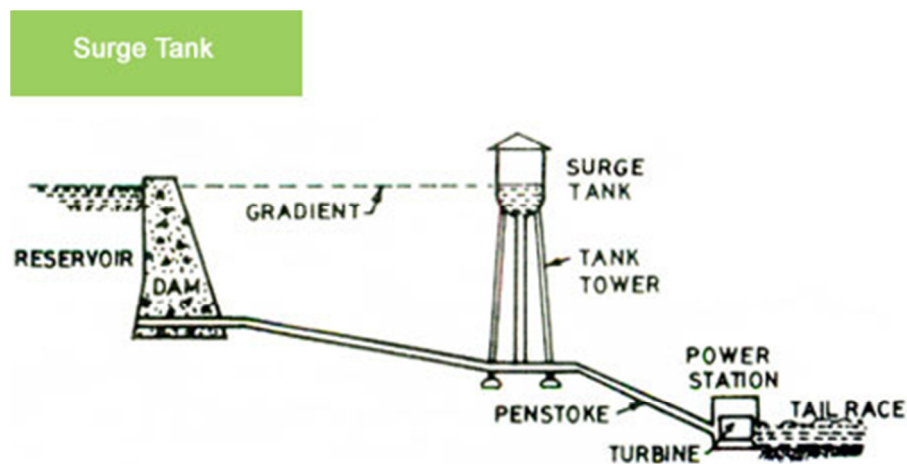 Surge Tank
SURGE
TANK
GRADIENT
RESERVOIR
DAM
TANK
TOWER
POWER
STATION
PENSTOKE
TAIL RACE
TURBINE